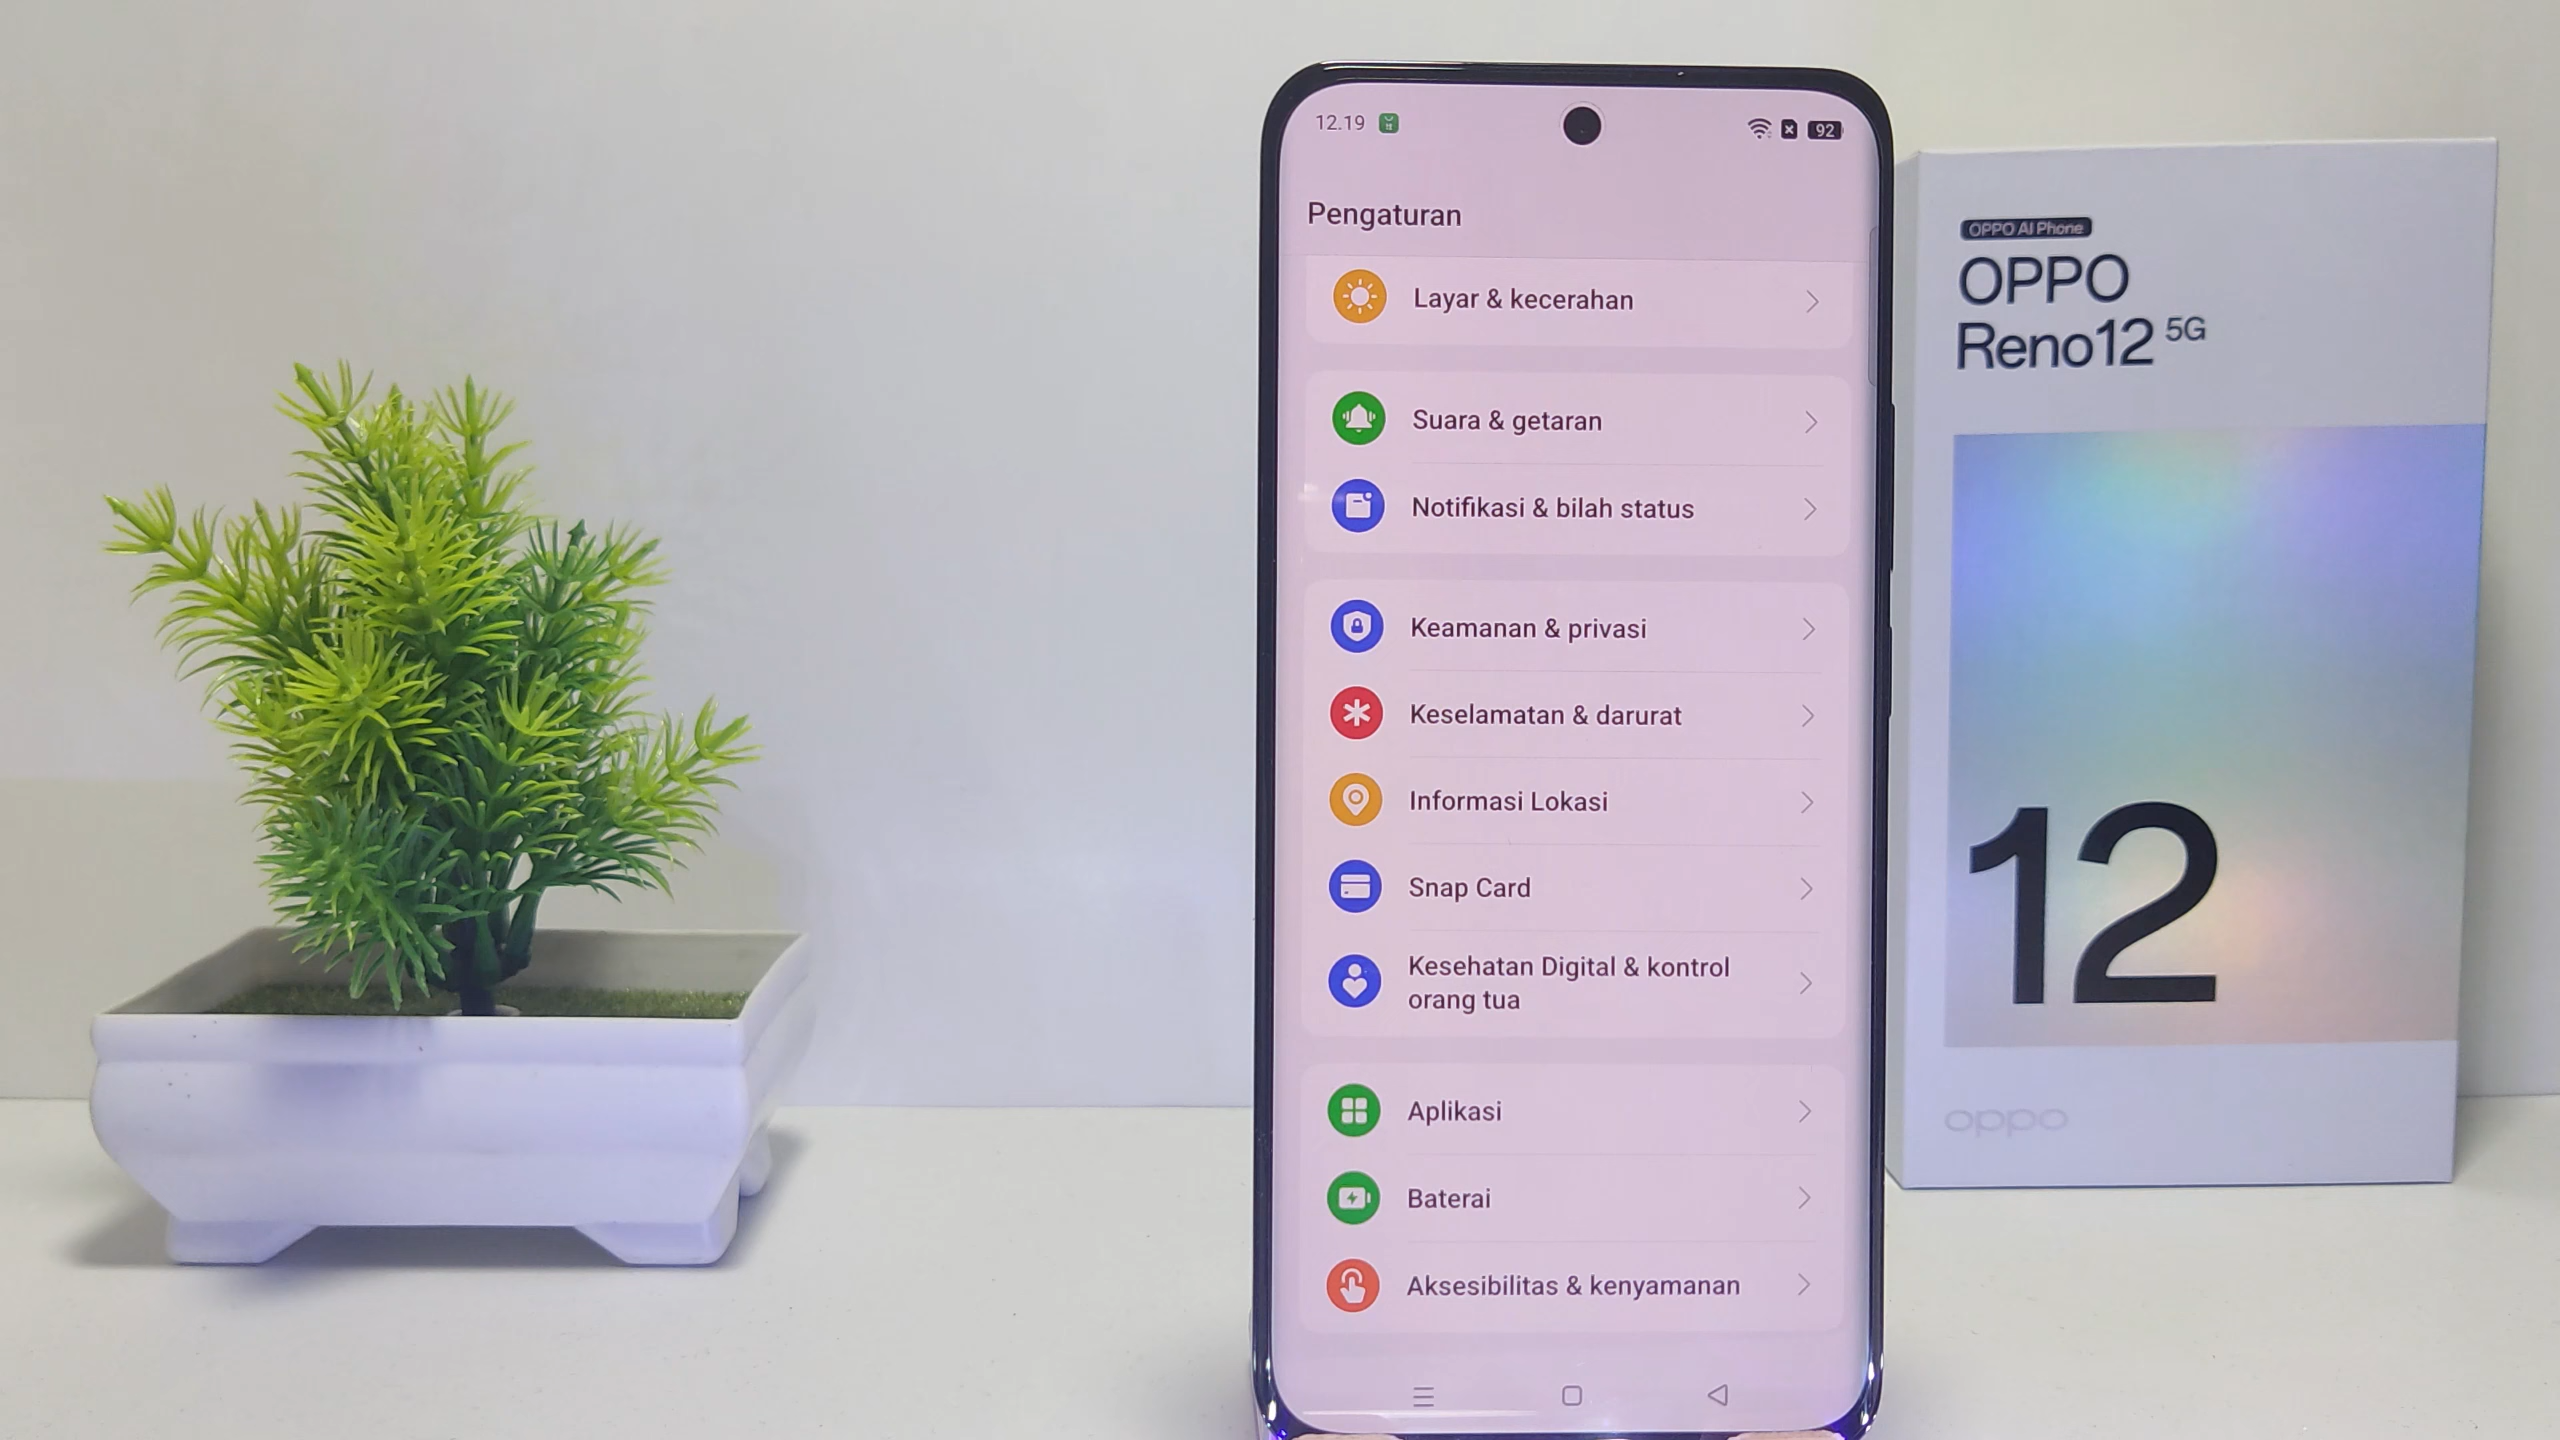 12.19
92
Pengaturan
Layar & kecerahan
Suara & getaran
Notifikasi & bilah status
Keamanan & privasi
Keselamatan & darurat
Informasi Lokasi
Snap Card
Kesehatan Digital & kontrol
orang tua
Aplikasi
Baterai
Aksesibilitas & kenyamanan
OPPO AI Phone
OPPO
Reno12 5G
12
oppo